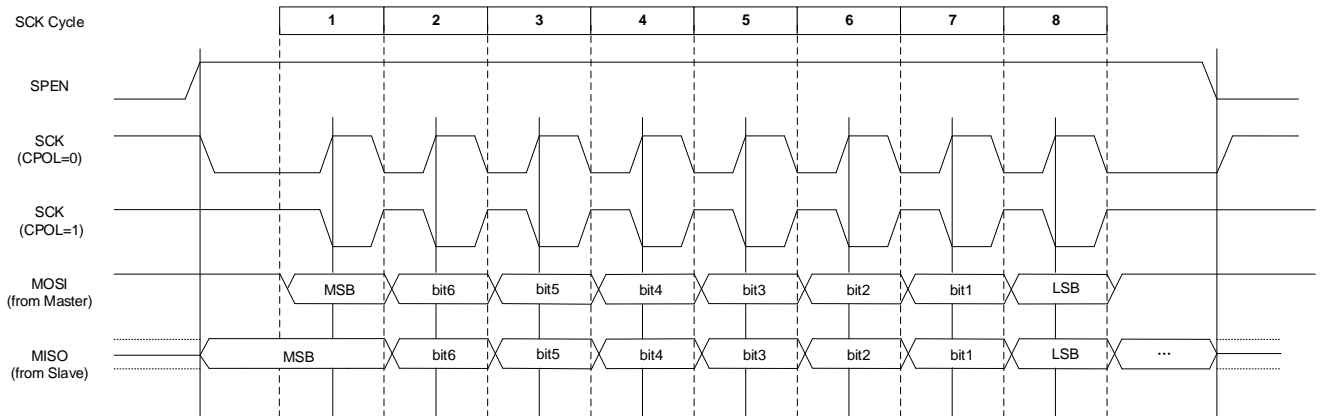 SCK Cycle 1 2 3 4 5 6 7 8
SPEN
SCK
(CPOL=0)
SCK
(CPOL=1)
MOSI
(from Master)
MSB bit6 bit5 bit4 bit3 bit2 bit1 LSB
MISO
(from Slave)
MSB bit6 bit5 bit4 bit3 bit2 bit1 LSB ...